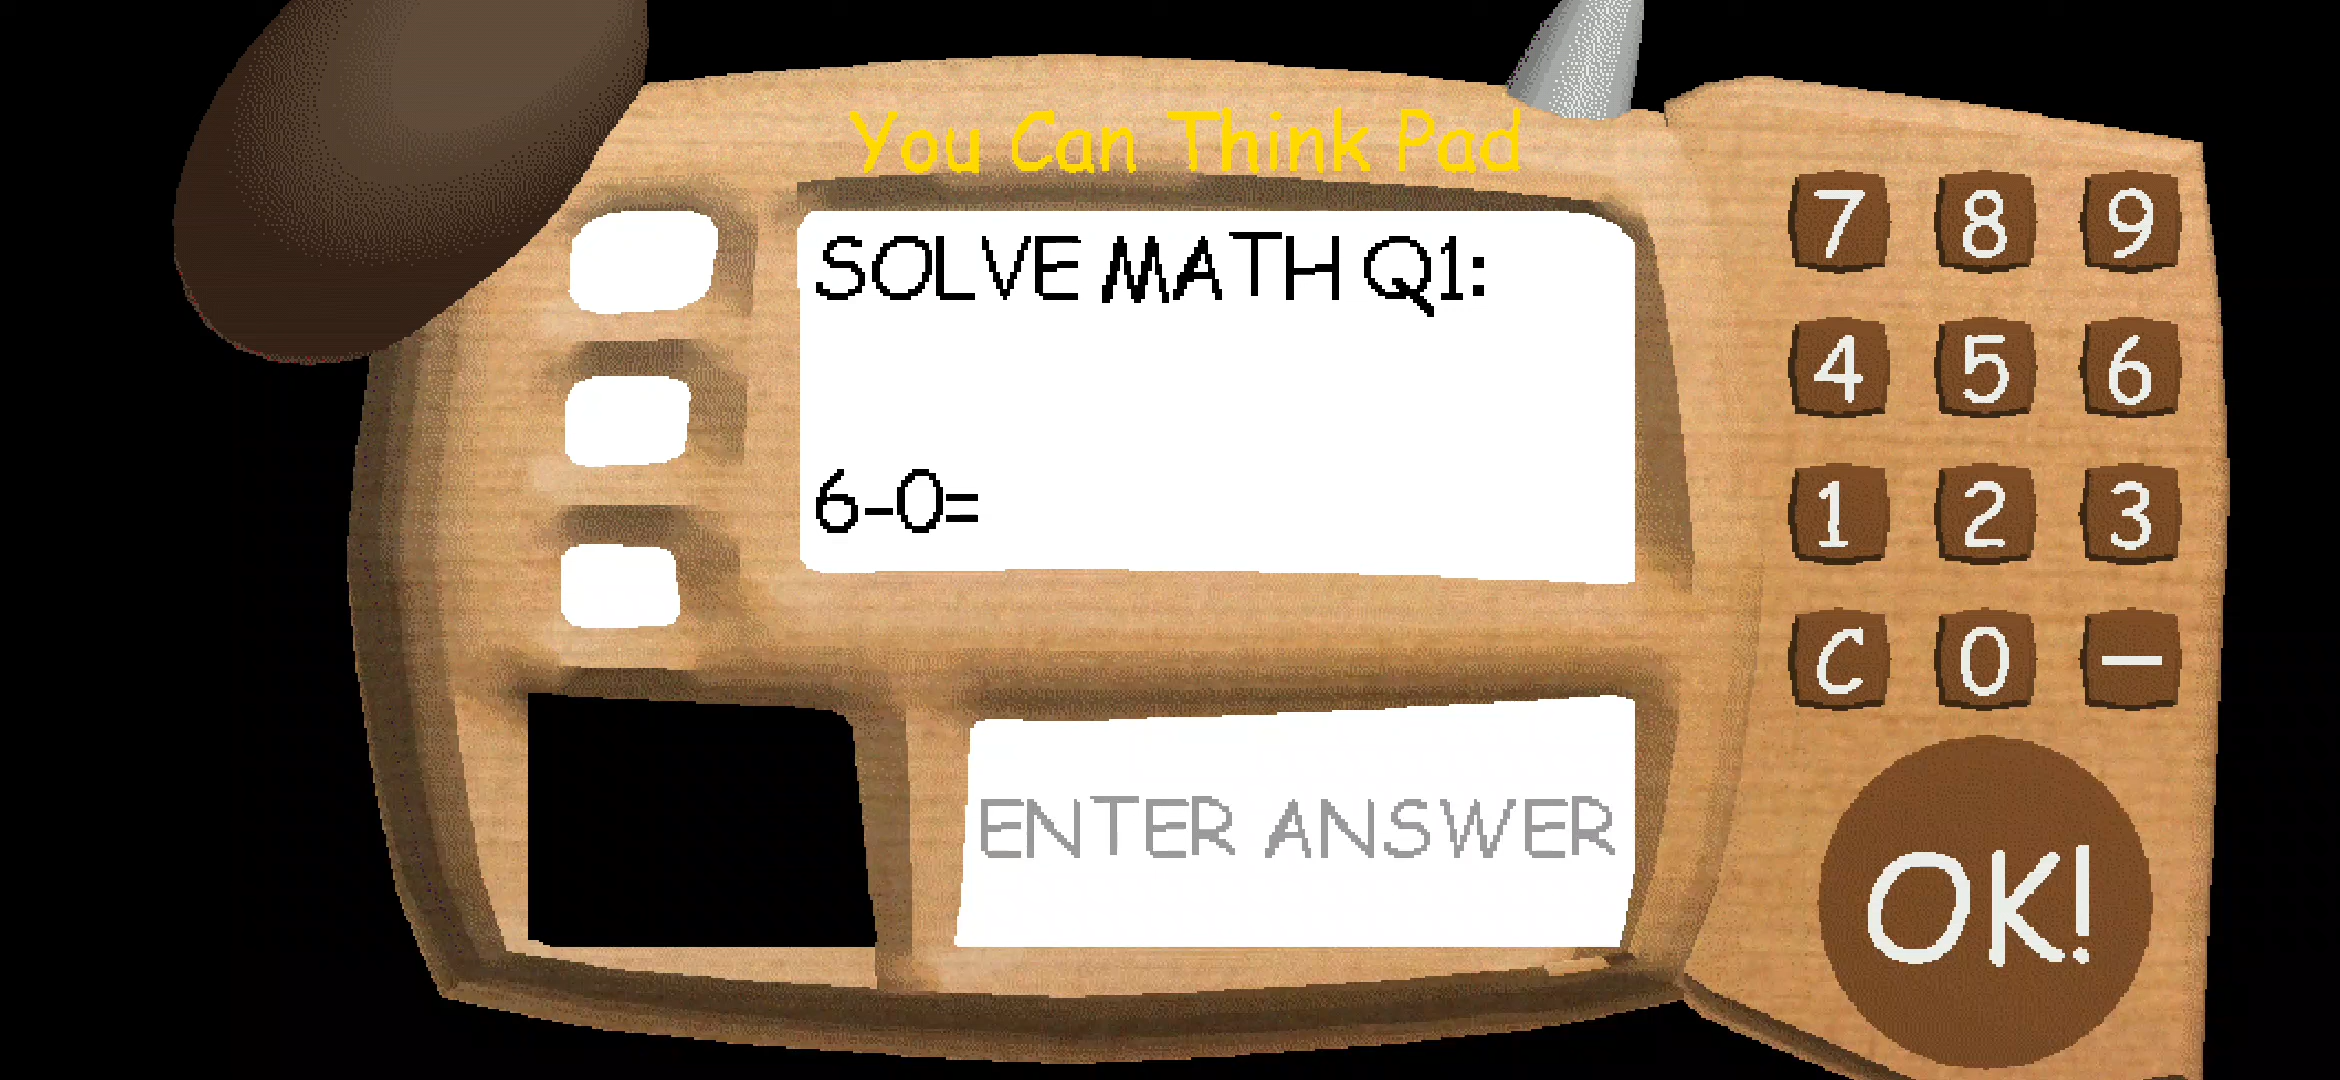 You Can Think Pad
SOLVE MATH Q1:
6-0=
ENTER ANSWER
7 8 9
4 5 6
1 2 3
C 0 —
OK!